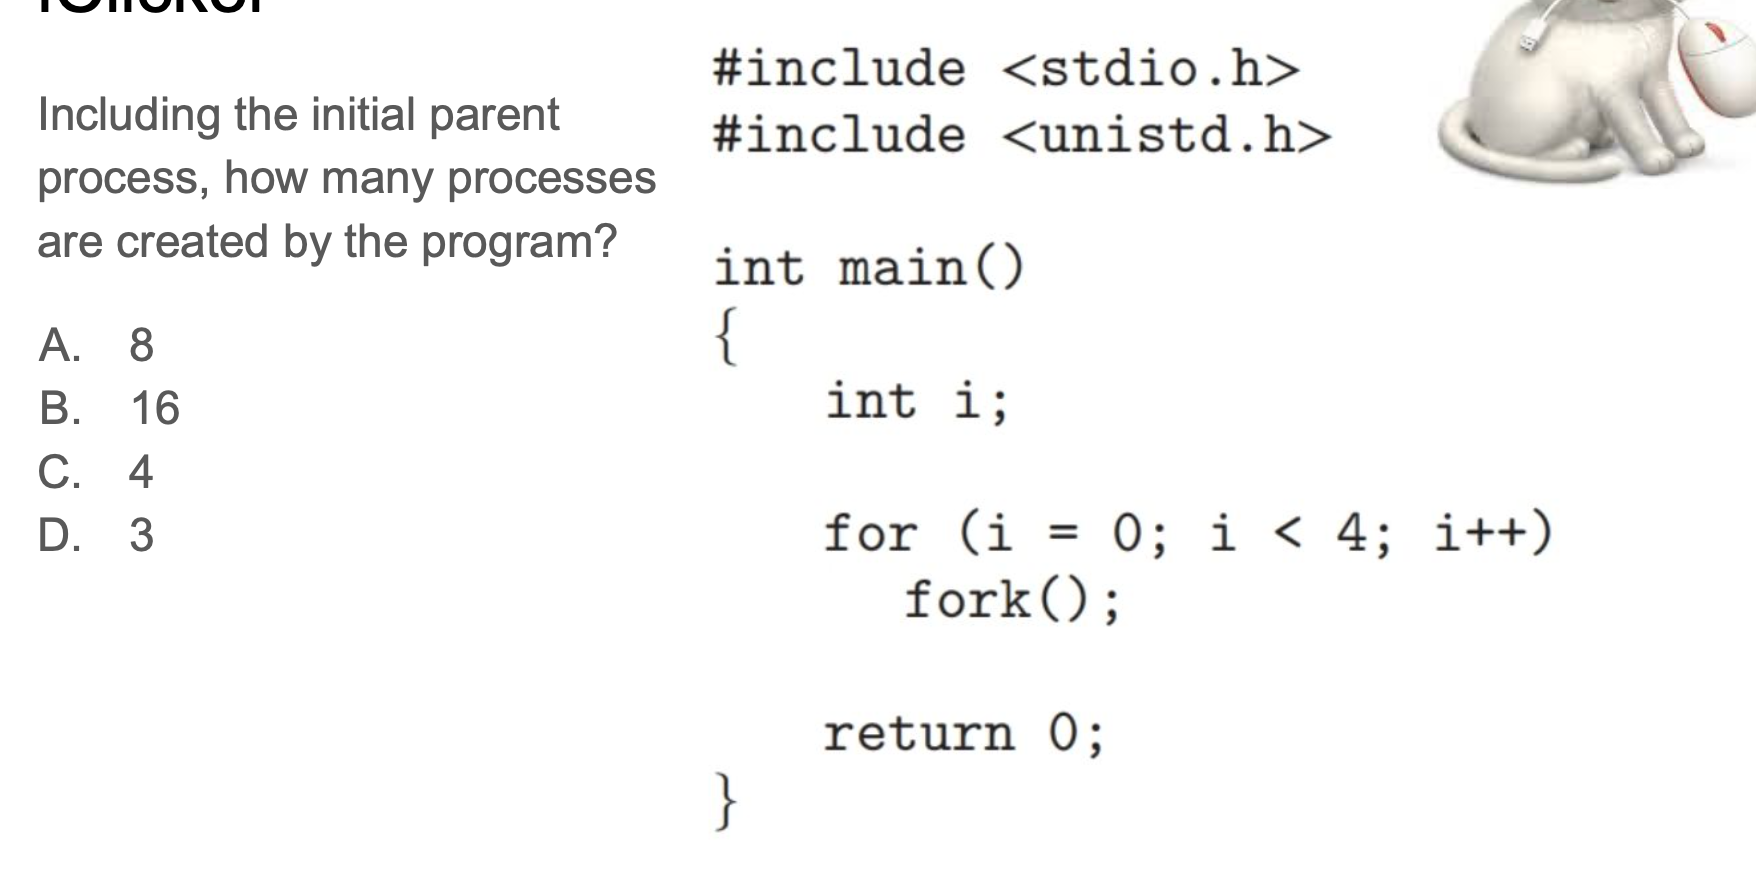 Including the initial parent
process, how many processes
are created by the program?
A. 8
B. 16
C. 4
D. 3
#include <stdio.h>
#include <unistd.h>
int main()
{
int i;
for (i = 0; i < 4; i++)
fork();
return 0;
}